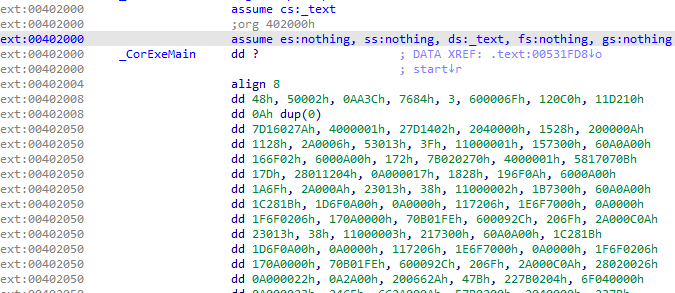 assume cs:_text
ext:00402000 ;org 402000h
ext:00402000 assume es:nothing, ss:nothing, ds:_text, fs:nothing, gs:nothing
ext:00402000 _CorExeMain dd ? ; DATA XREF: .text:00531FD8↓o
ext:00402000 ; start↓r
ext:00402004 align 8
ext:00402008 dd 48h, 50002h, 0AA3Ch, 7684h, 3, 600006Fh, 120C0h, 11D210h
ext:00402008 dd 0Ah dup(0)
ext:00402050 dd 7D16027Ah, 4000001h, 27D1402h, 2040000h, 1528h, 200000Ah
ext:00402050 dd 1128h, 2A0006h, 53013h, 3Fh, 11000001h, 157300h, 60A0A00h
ext:00402050 dd 166F02h, 6000A00h, 172h, 7B020270h, 4000001h, 5817070Bh
ext:00402050 dd 17Dh, 28011204h, 0A000017h, 1828h, 196F0Ah, 6000A00h
ext:00402050 dd 1A6Fh, 2A000Ah, 23013h, 38h, 11000002h, 1B7300h, 60A0A00h
ext:00402050 dd 1C281Bh, 1D6F0A00h, 0A0000h, 117206h, 1E6F7000h, 0A0000h
ext:00402050 dd 1F6F0206h, 170A0000h, 70B01FEh, 600092Ch, 206Fh, 2A000C0Ah
ext:00402050 dd 23013h, 38h, 11000003h, 217300h, 60A0A00h, 1C281Bh
ext:00402050 dd 1D6F0A00h, 0A0000h, 117206h, 1E6F7000h, 0A0000h, 1F6F0206h
ext:00402050 dd 170A0000h, 70B01FEh, 600092Ch, 206Fh, 2A000C0Ah, 28020026h
ext:00402050 dd 0A000022h, 0A2A00h, 200662Ah, 47Bh, 227B0204h, 6F040000h